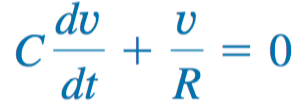 C dv/dt + v/R = 0